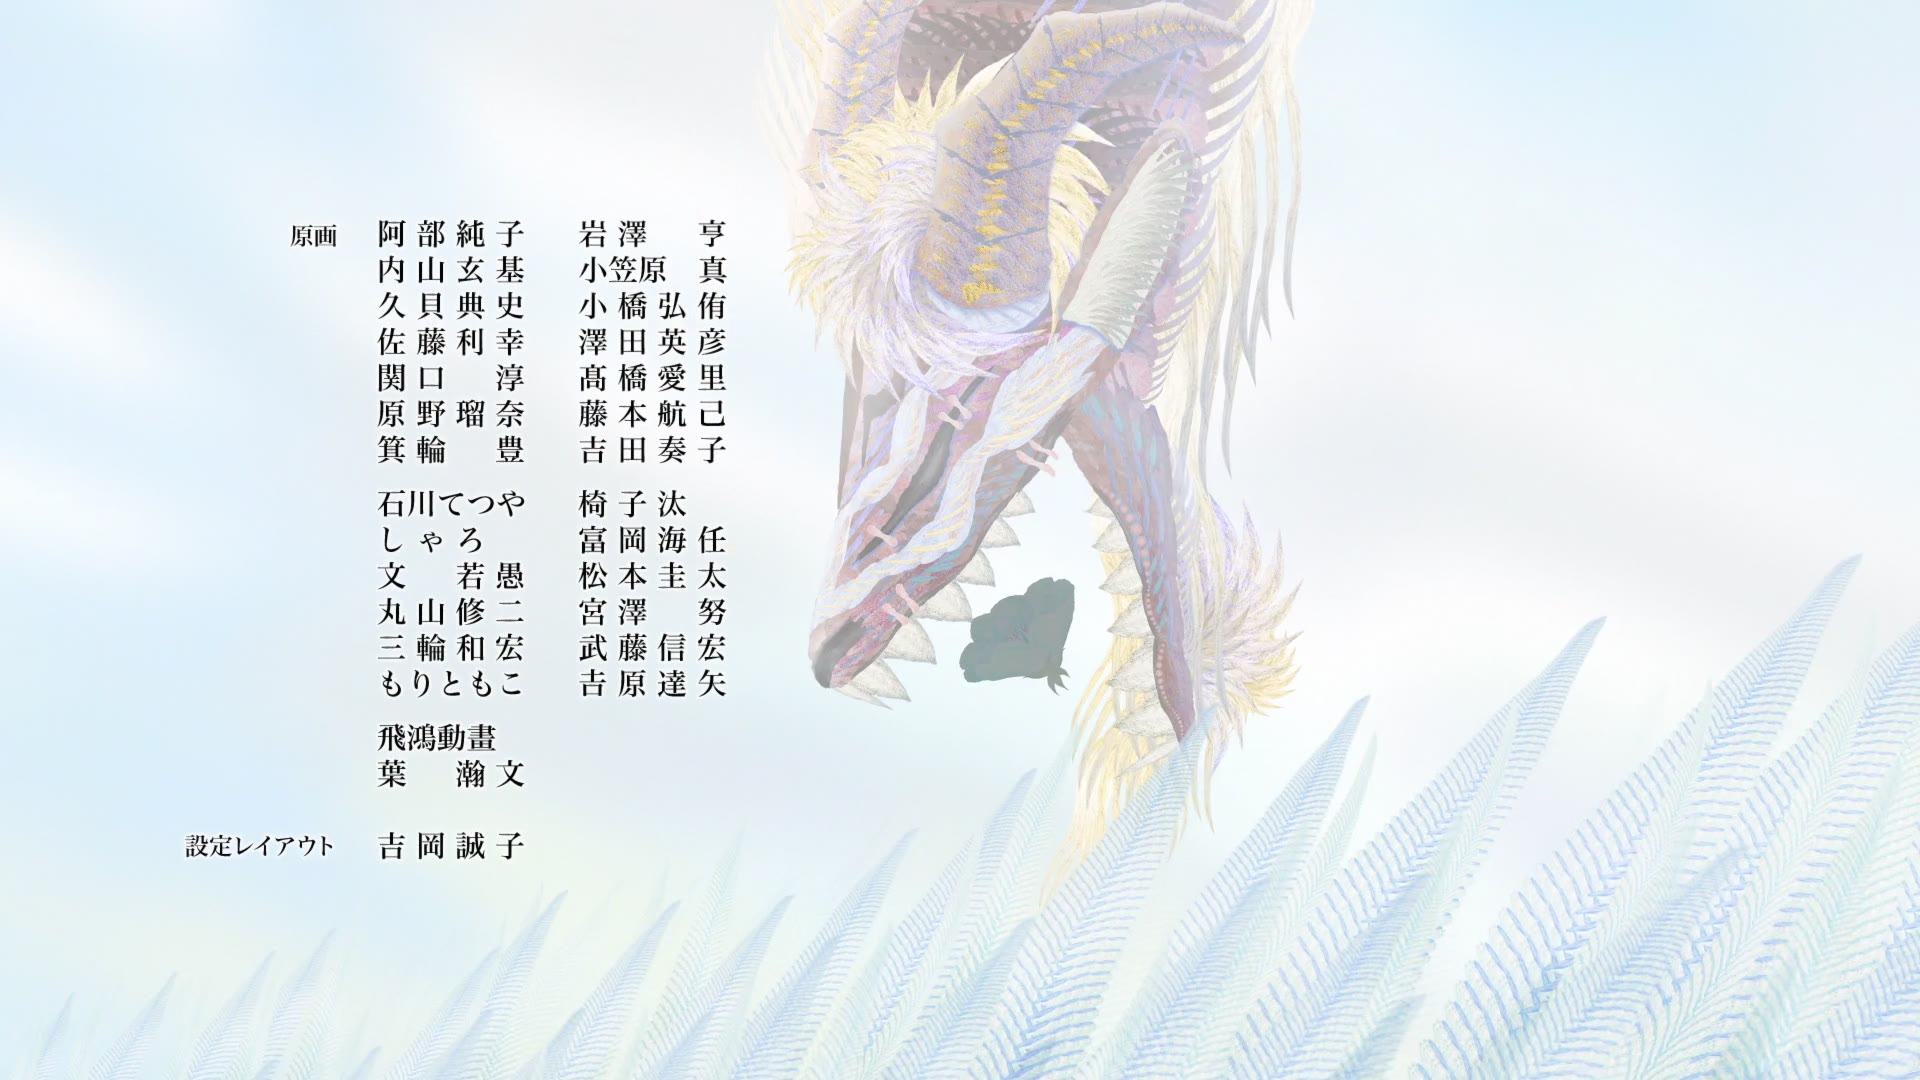 原画 阿部純子 岩澤 亨
内山玄基 小笠原 真
久貝典史 小橋弘侑
佐藤利幸 澤田英彦
関口 淳 髙橋愛里
原野瑠奈 藤本航己
箕輪 豊 吉田奏子
石川てつや 椅子汰
しゃろ 富岡海任
文 若愚 松本圭太
丸山修二 宮澤 努
三輪和宏 武藤信宏
もりともこ 𠮷原達矢
飛鴻動畫
葉 瀚文
設定レイアウト 吉岡誠子